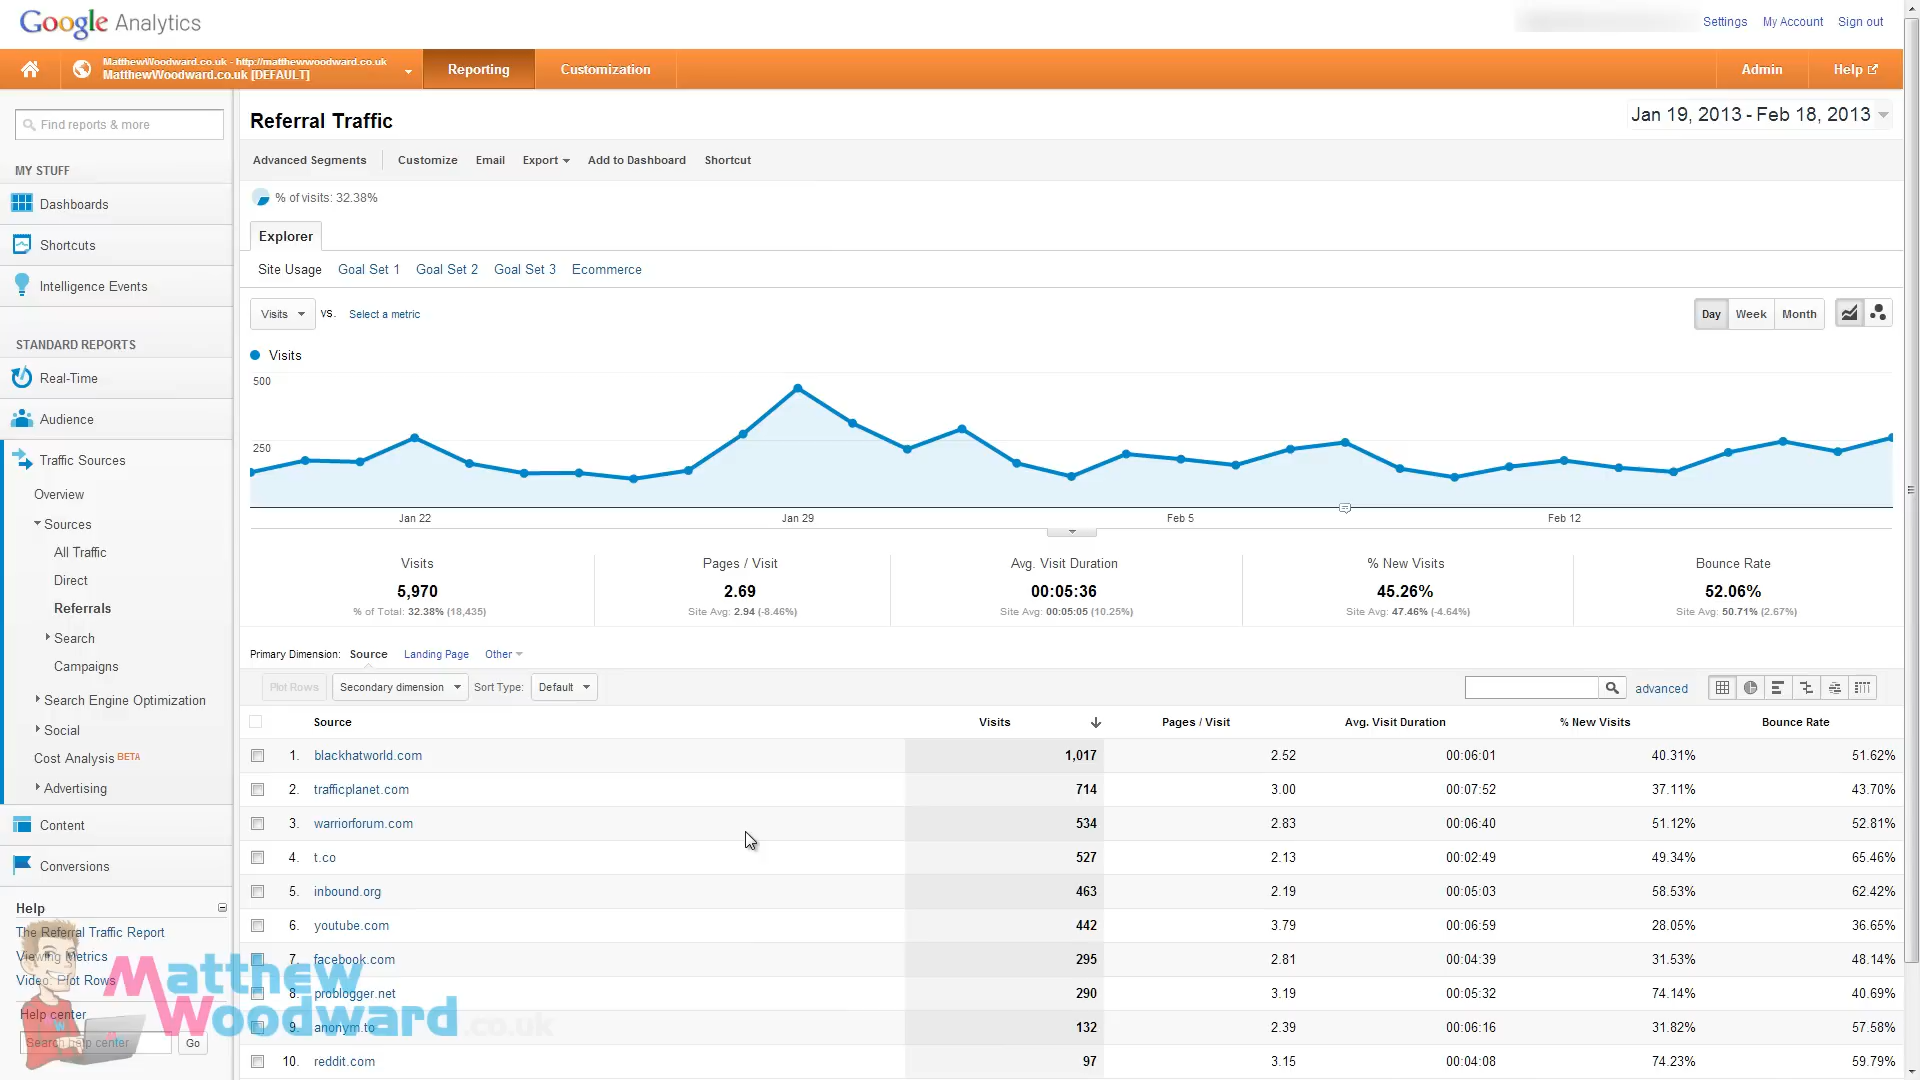 Google Analytics
Settings My Account Sign out
MatthewWoodward.co.uk - http://matthewwoodward.co.uk
MatthewWoodward.co.uk [DEFAULT]
Reporting Customization Admin Help
Find reports & more
MY STUFF
Dashboards
Shortcuts
Intelligence Events
STANDARD REPORTS
Real-Time
Audience
Traffic Sources
Overview
Sources
All Traffic
Direct
Referrals
Search
Campaigns
Search Engine Optimization
Social
Cost Analysis BETA
Advertising
Content
Conversions
Help
The Referral Traffic Report
Viewing Metrics
Video: Plot Rows
Help center
Search help center Go
Referral Traffic
Jan 19, 2013 - Feb 18, 2013
Advanced Segments Customize Email Export Add to Dashboard Shortcut
% of visits: 32.38%
Explorer
Site Usage Goal Set 1 Goal Set 2 Goal Set 3 Ecommerce
Visits VS. Select a metric
Day Week Month
Visits
500
250
Jan 22 Jan 29 Feb 5 Feb 12
Visits Pages / Visit Avg. Visit Duration % New Visits Bounce Rate
5,970 2.69 00:05:36 45.26% 52.06%
% of Total: 32.38% (18,435) Site Avg: 2.94 (-8.46%) Site Avg: 00:05:05 (10.25%) Site Avg: 47.46% (-4.64%) Site Avg: 50.71% (2.67%)
Primary Dimension: Source Landing Page Other
Plot Rows Secondary dimension Sort Type: Default advanced
Source Visits Pages / Visit Avg. Visit Duration % New Visits Bounce Rate
1. blackhatworld.com 1,017 2.52 00:06:01 40.31% 51.62%
2. trafficplanet.com 714 3.00 00:07:52 37.11% 43.70%
3. warriorforum.com 534 2.83 00:06:40 51.12% 52.81%
4. t.co 527 2.13 00:02:49 49.34% 65.46%
5. inbound.org 463 2.19 00:05:03 58.53% 62.42%
6. youtube.com 442 3.79 00:06:59 28.05% 36.65%
7. facebook.com 295 2.81 00:04:39 31.53% 48.14%
8. problogger.net 290 3.19 00:05:32 74.14% 40.69%
9. anonym.to 132 2.39 00:06:16 31.82% 57.58%
10. reddit.com 97 3.15 00:04:08 74.23% 59.79%
Matthew
Woodward.co.uk